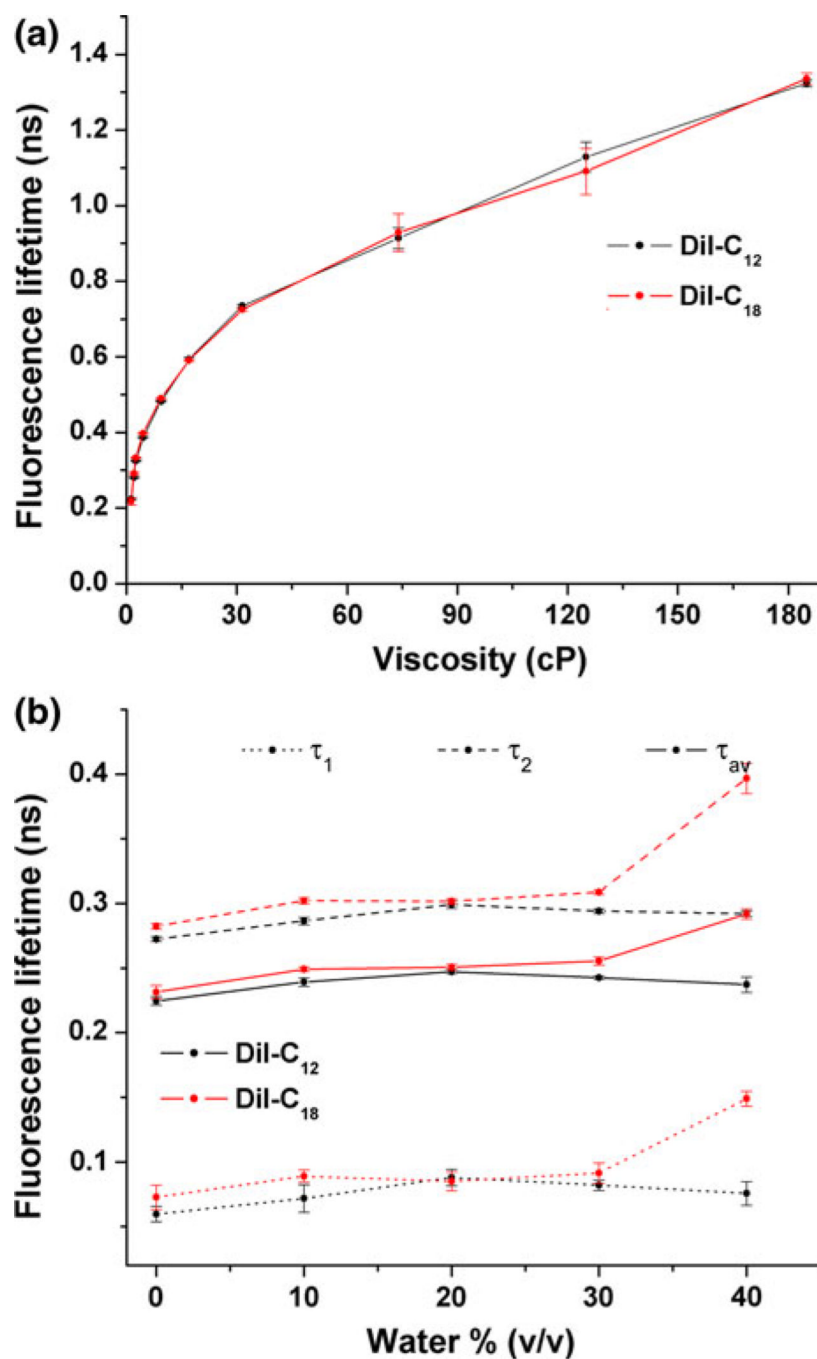 (a)
Fluorescence lifetime (ns)
1.4
1.2
1.0
0.8
0.6
0.4
0.2
0.0
DiI-C12
DiI-C18
0 30 60 90 120 150 180
Viscosity (cP)
(b)
Fluorescence lifetime (ns)
τ1 τ2 τav
0.4
0.3
0.2
0.1
DiI-C12
DiI-C18
0 10 20 30 40
Water % (v/v)